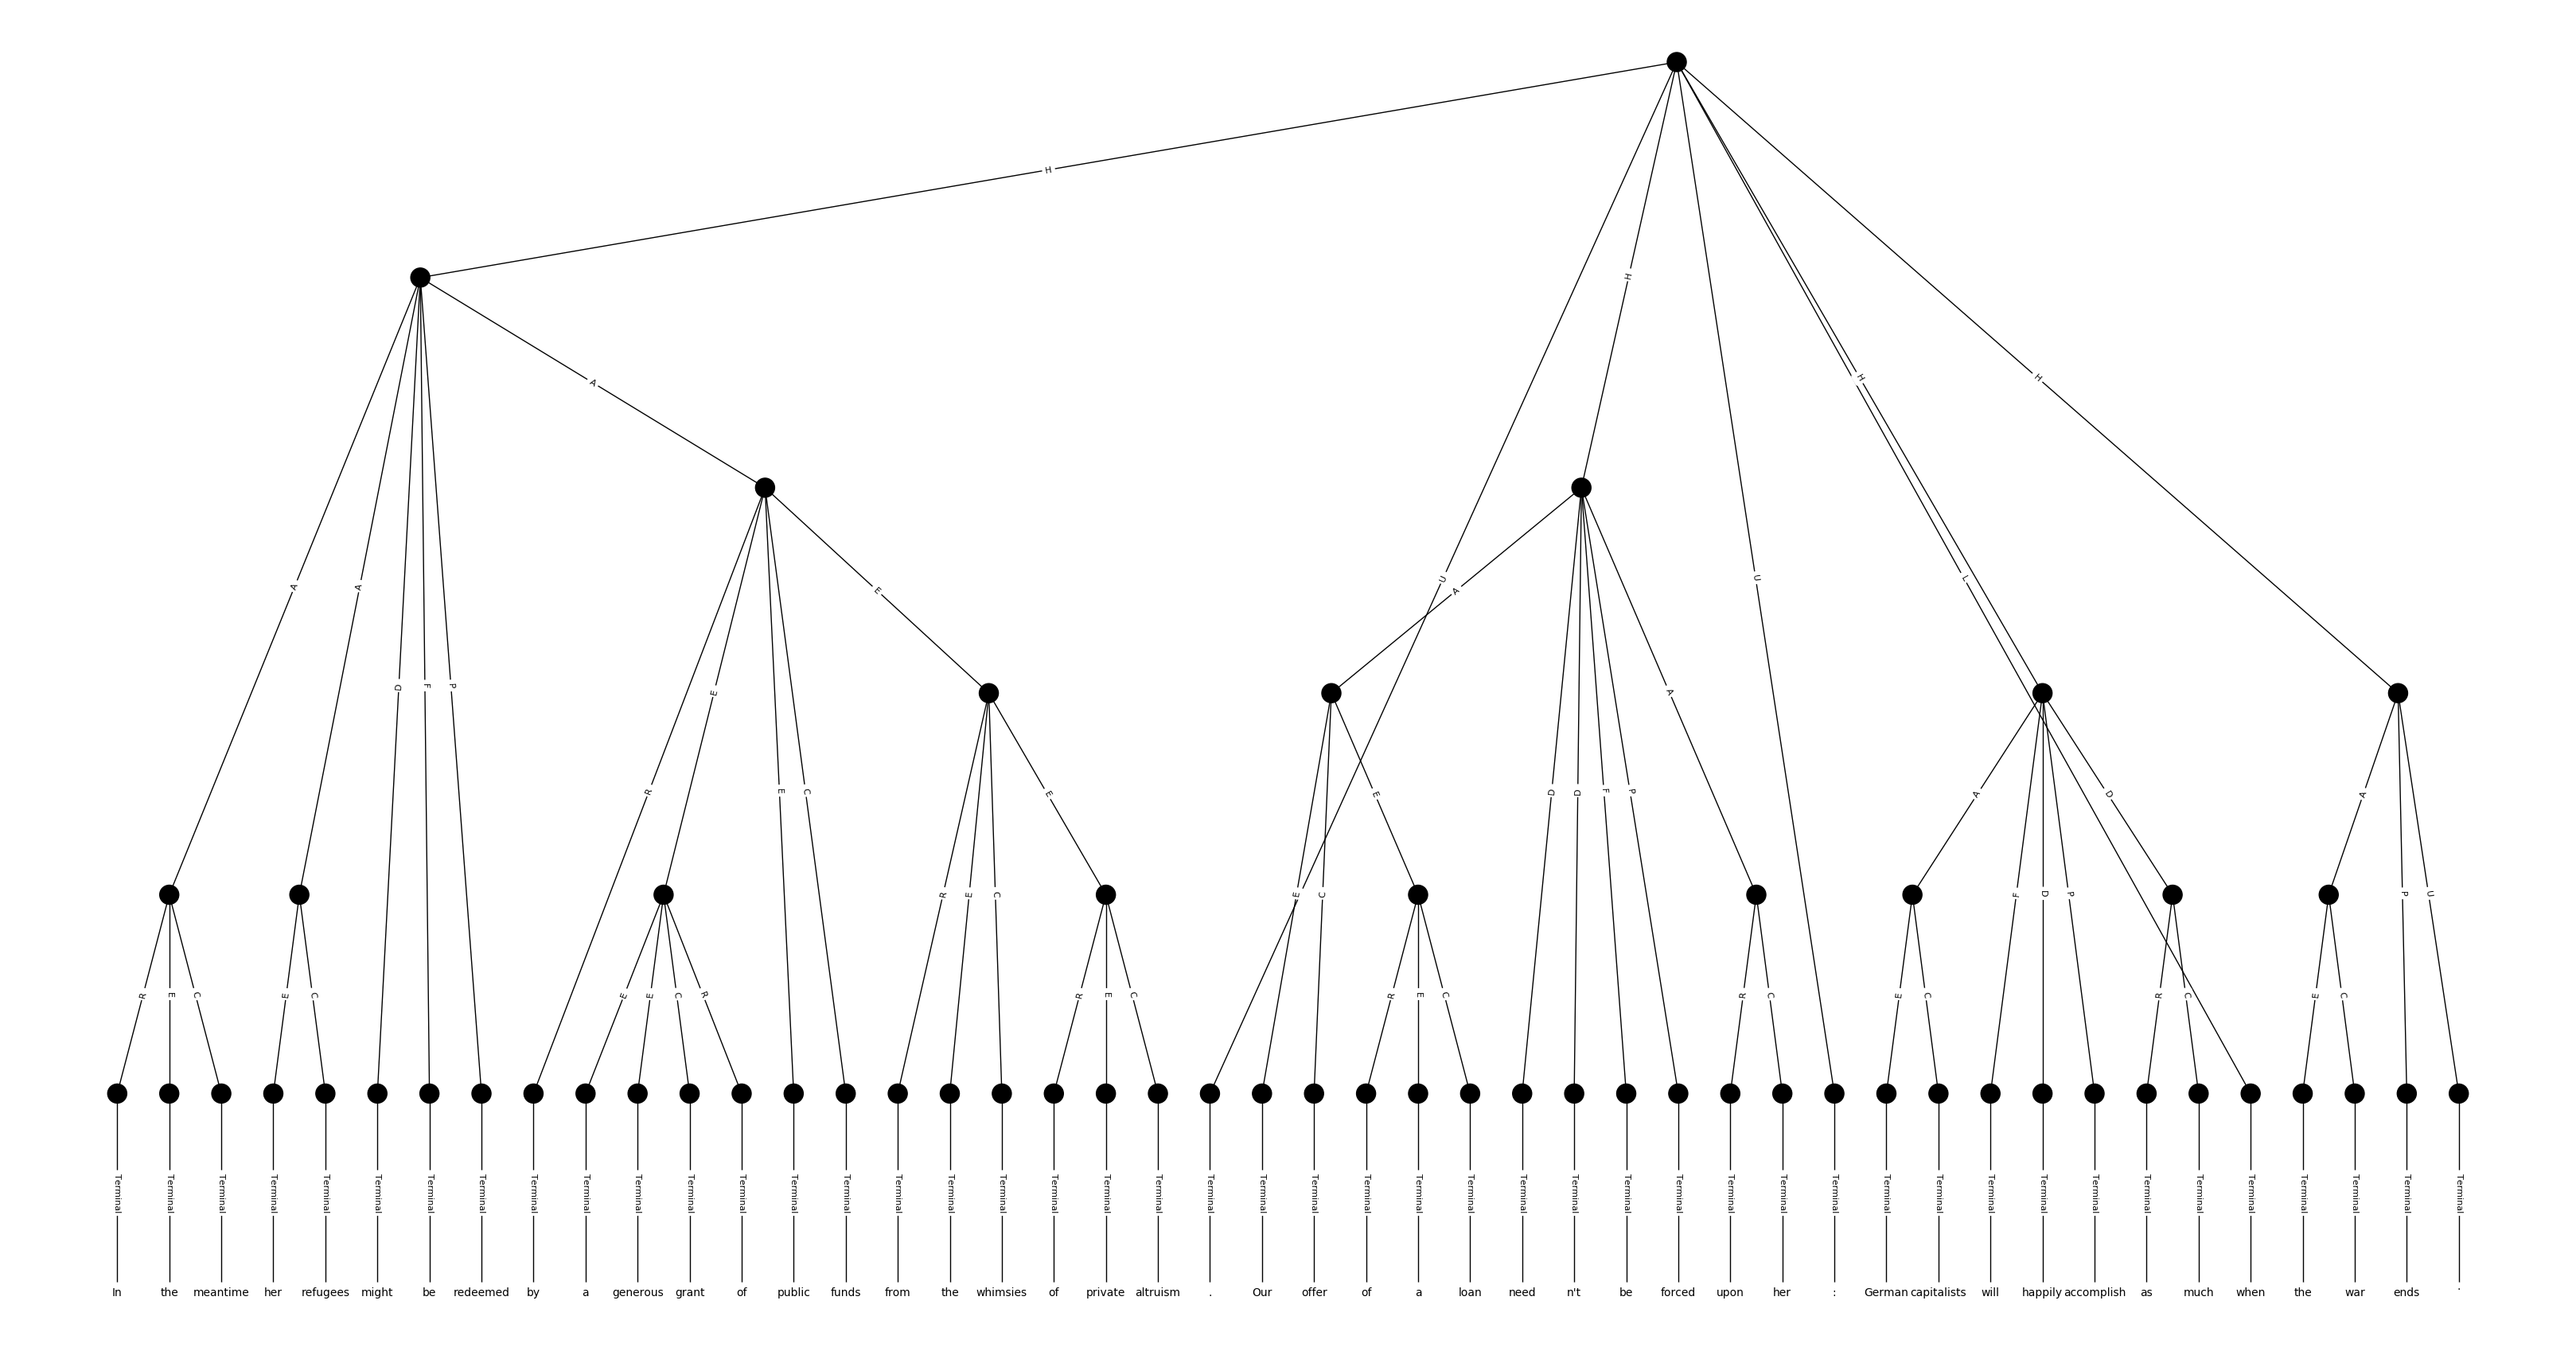 H
H
A
H
H
U
L
U
A
A
A
E
A
D
F
P
E
A
R
E
C
E
D
D
F
P
E
A
D
A
R
E
C
E
C
F
D
P
P
U
R
E
C
E
C
E
E
C
R
R
E
C
R
E
C
R
C
E
C
R
C
E
C
Terminal Terminal Terminal Terminal Terminal Terminal Terminal Terminal Terminal Terminal Terminal Terminal Terminal Terminal Terminal Terminal Terminal Terminal Terminal Terminal Terminal Terminal Terminal Terminal Terminal Terminal Terminal Terminal Terminal Terminal Terminal Terminal Terminal Terminal Terminal Terminal Terminal Terminal Terminal Terminal Terminal Terminal Terminal Terminal Terminal Terminal
In the meantime her refugees might be redeemed by a generous grant of public funds from the whimsies of private altruism . Our offer of a loan need n't be forced upon her : German capitalists will happily accomplish as much when the war ends .